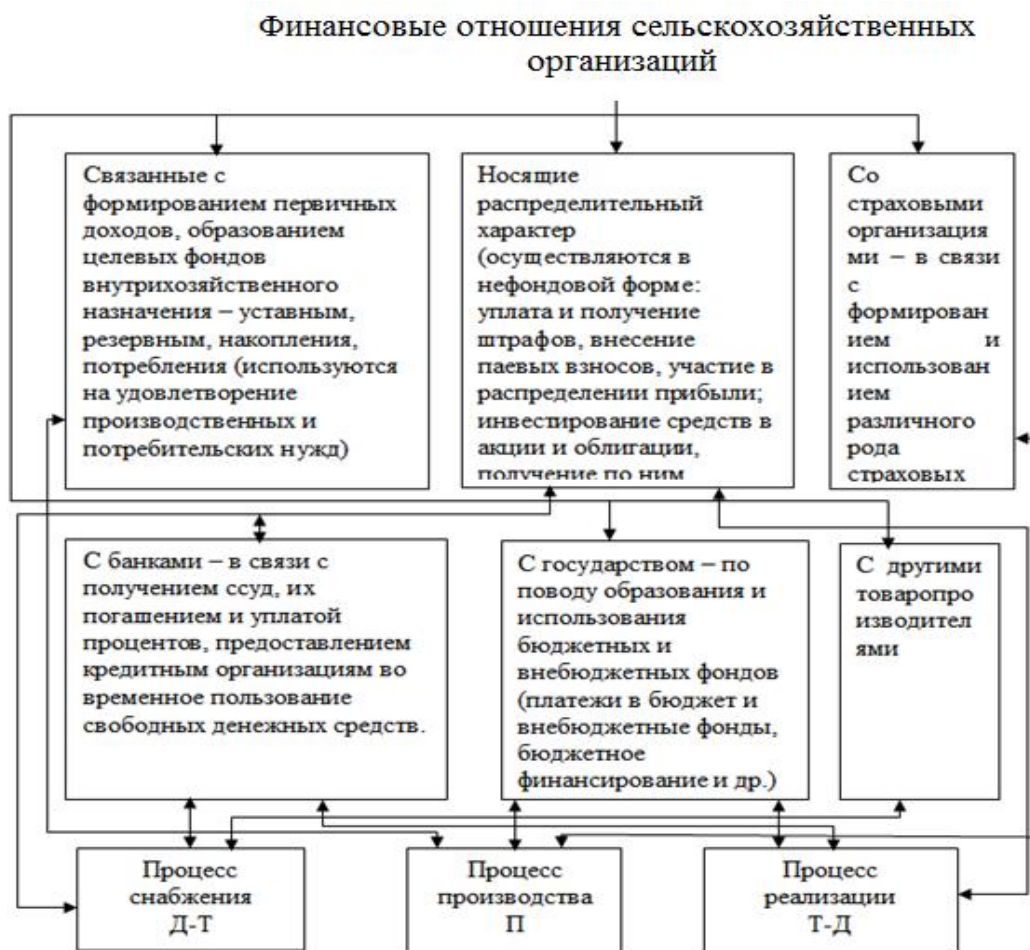 Финансовые отношения сельскохозяйственных
организаций
Связанные с
формированием первичных
доходов, образованием
целевых фондов
внутрихозяйственного
назначения – уставным,
резервным, накопления,
потребления (используются
на удовлетворение
производственных и
потребительских нужд)
Носящие
распределительный
характер
(осуществляются в
нефондовой форме:
уплата и получение
штрафов, внесение
паевых взносов, участие в
распределении прибыли;
инвестирование средств в
акции и облигации,
получение по ним
Со
страховыми
организация
ми – в связи
с
формирован
ием и
использован
ием
различного
рода
страховых
С банками – в связи с
получением ссуд, их
погашением и уплатой
процентов, предоставлением
кредитным организациям во
временное пользование
свободных денежных средств.
С государством – по
поводу образования и
использования
бюджетных и
внебюджетных фондов
(платежи в бюджет и
внебюджетные фонды,
бюджетное
финансирование и др.)
С другими
товаропро
изводител
ями
Процесс
снабжения
Д-Т
Процесс
производства
П
Процесс
реализации
Т-Д